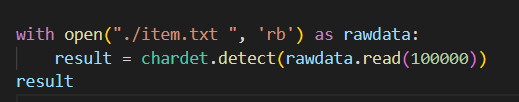 with open("./item.txt ", 'rb') as rawdata:
    result = chardet.detect(rawdata.read(100000))
result